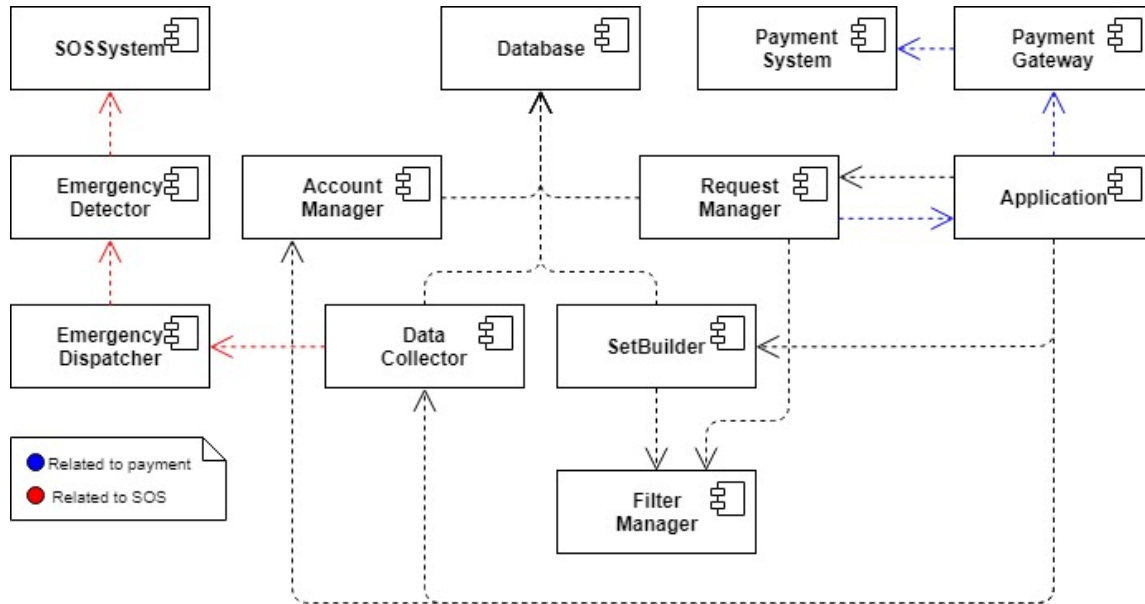 SOSSystem
Database
Payment
System
Payment
Gateway
Emergency
Detector
Account
Manager
Request
Manager
Application
Emergency
Dispatcher
Data
Collector
SetBuilder
Related to payment
Related to SOS
Filter
Manager